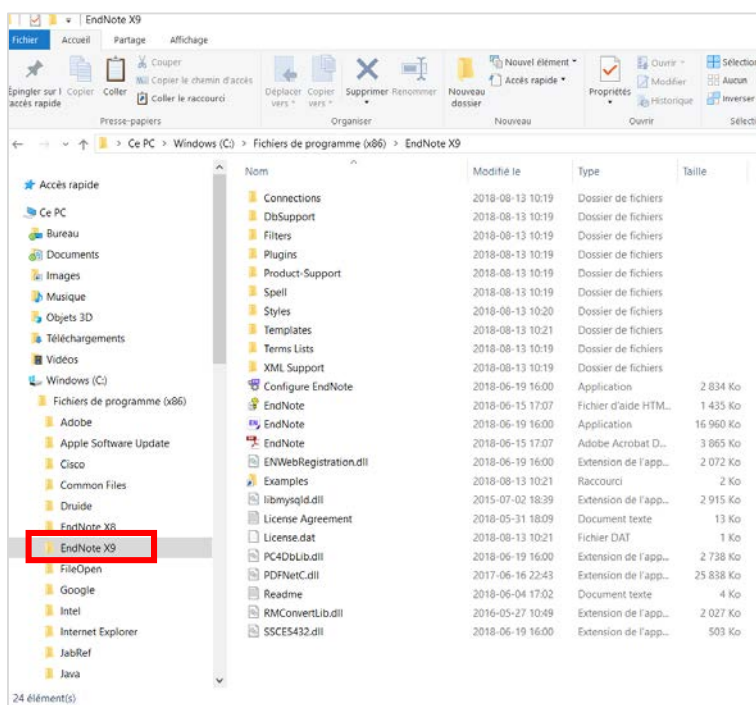 EndNote X9
Fichier Accueil Partage Affichage
Épingler sur l accès rapide
Copier
Coller
Couper
Copier le chemin d'accès
Coller le raccourci
Presse-papiers
Déplacer vers
Copier vers
Supprimer
Renommer
Organiser
Nouveau dossier
Nouvel élément
Accès rapide
Nouveau
Propriétés
Ouvrir
Modifier
Historique
Ouvrir
Sélection
Aucun
Inverser
Sélecti
> Ce PC > Windows (C:) > Fichiers de programme (x86) > EndNote X9
Accès rapide
Ce PC
Bureau
Documents
Images
Musique
Objets 3D
Téléchargements
Vidéos
Windows (C:)
Fichiers de programme (x86)
Adobe
Apple Software Update
Cisco
Common Files
Druide
EndNote X8
EndNote X9
FileOpen
Google
Intel
Internet Explorer
JabRef
Java
Nom Modifié le Type Taille
Connections 2018-08-13 10:19 Dossier de fichiers
DbSupport 2018-08-13 10:19 Dossier de fichiers
Filters 2018-08-13 10:19 Dossier de fichiers
Plugins 2018-08-13 10:19 Dossier de fichiers
Product-Support 2018-08-13 10:19 Dossier de fichiers
Spell 2018-08-13 10:19 Dossier de fichiers
Styles 2018-08-13 10:20 Dossier de fichiers
Templates 2018-08-13 10:21 Dossier de fichiers
Terms Lists 2018-08-13 10:19 Dossier de fichiers
XML Support 2018-08-13 10:19 Dossier de fichiers
Configure EndNote 2018-06-19 16:00 Application 2 834 Ko
EndNote 2018-06-15 17:07 Fichier d'aide HTM... 1 435 Ko
EndNote 2018-06-19 16:00 Application 16 960 Ko
EndNote 2018-06-15 17:07 Adobe Acrobat D... 3 865 Ko
ENWebRegistration.dll 2018-06-19 16:00 Extension de l'app... 2 072 Ko
Examples 2018-08-13 10:21 Raccourci 2 Ko
libmysqld.dll 2015-07-02 18:39 Extension de l'app... 2 915 Ko
License Agreement 2018-05-31 18:09 Document texte 13 Ko
License.dat 2018-08-13 10:21 Fichier DAT 1 Ko
PC4DbLib.dll 2018-06-19 16:00 Extension de l'app... 2 738 Ko
PDFNetC.dll 2017-06-16 22:43 Extension de l'app... 25 838 Ko
Readme 2018-06-04 17:02 Document texte 4 Ko
RMConvertLib.dll 2016-05-27 10:49 Extension de l'app... 2 027 Ko
SSCE5432.dll 2018-06-19 16:00 Extension de l'app... 503 Ko
24 élément(s)